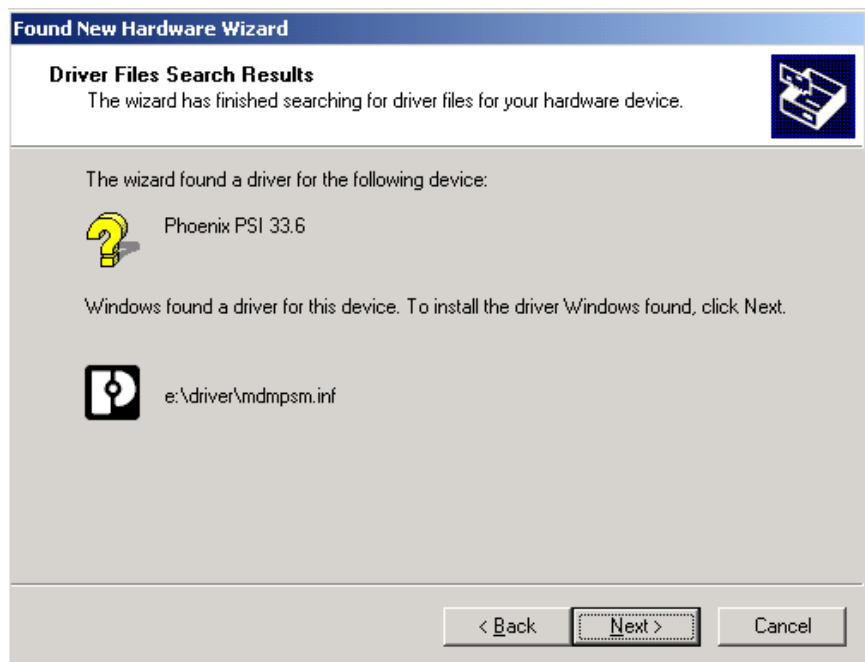 Found New Hardware Wizard
Driver Files Search Results
The wizard has finished searching for driver files for your hardware device.
The wizard found a driver for the following device:
Phoenix PSI 33.6
Windows found a driver for this device. To install the driver Windows found, click Next.
e:\driver\mdmpsm.inf
< Back
Next >
Cancel